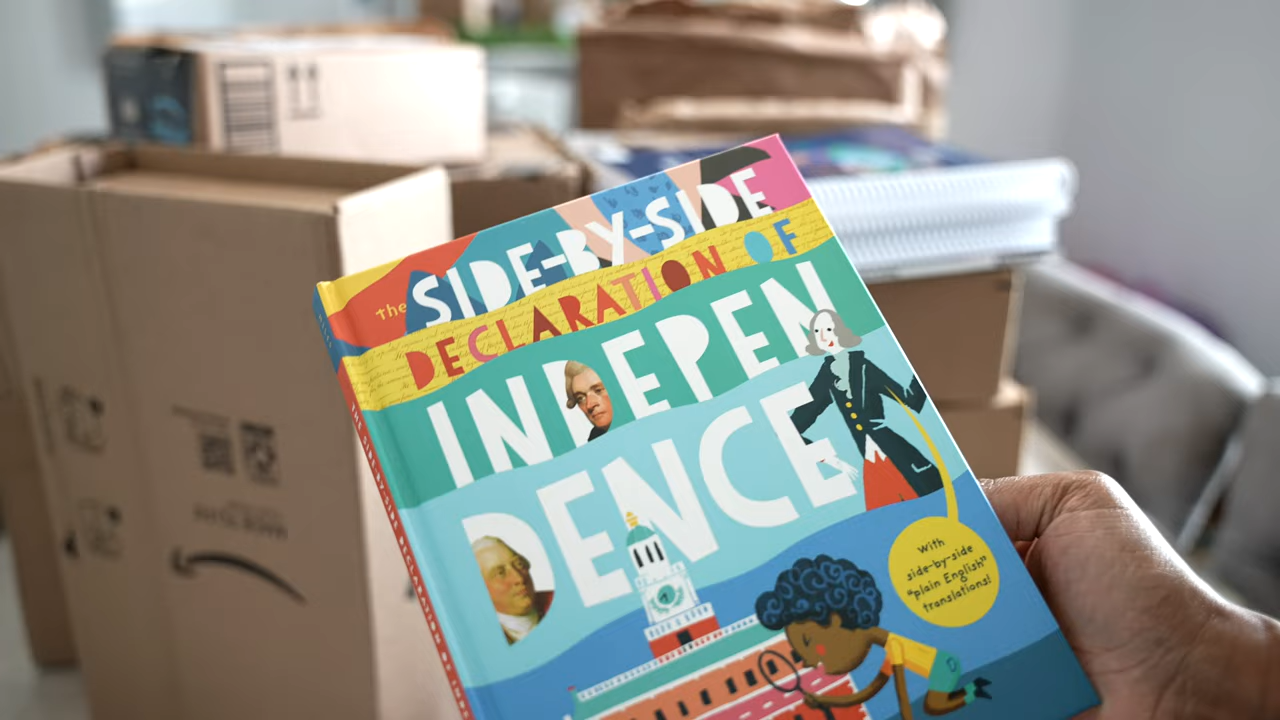 the SIDE-BY-SIDE
DECLARATION OF
INDEPEN
DENCE
With
side-by-side
"plain English"
translations!
THE SIDE-BY-SIDE DECLARATION OF INDE